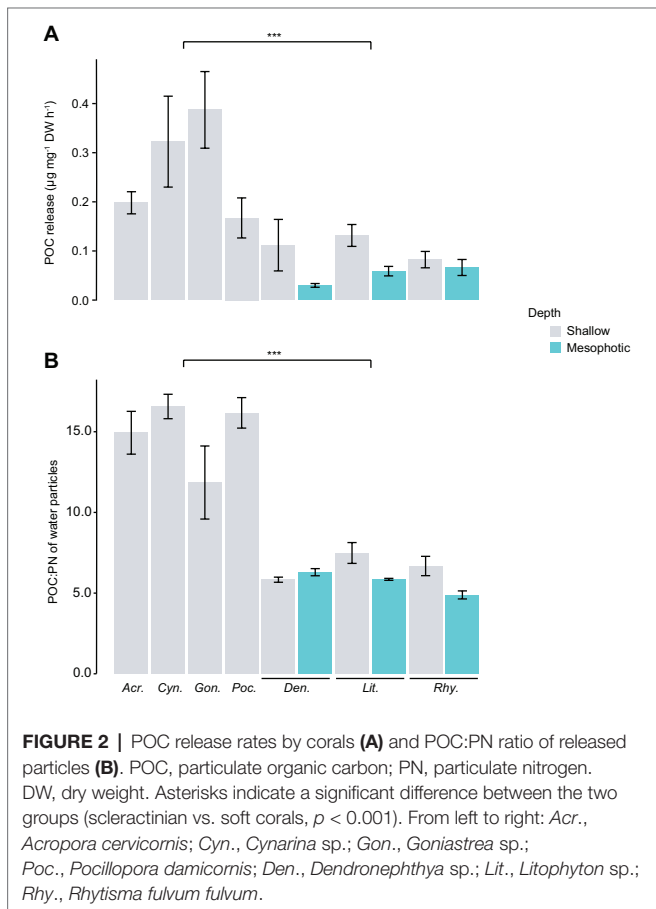 A
***
POC release (µg mg⁻¹ DW h⁻¹)
0.4
0.3
0.2
0.1
0.0
Depth
Shallow
Mesophotic
B
***
POC:PN of water particles
15.0
10.0
5.0
0.0
Acr. Cyn. Gon. Poc. Den. Lit. Rhy.
FIGURE 2 | POC release rates by corals (A) and POC:PN ratio of released
particles (B). POC, particulate organic carbon; PN, particulate nitrogen.
DW, dry weight. Asterisks indicate a significant difference between the two
groups (scleractinian vs. soft corals, p < 0.001). From left to right: Acr.,
Acropora cervicornis; Cyn., Cynarina sp.; Gon., Goniastrea sp.;
Poc., Pocillopora damicornis; Den., Dendronephthya sp.; Lit., Litophyton sp.;
Rhy., Rhytisma fulvum fulvum.